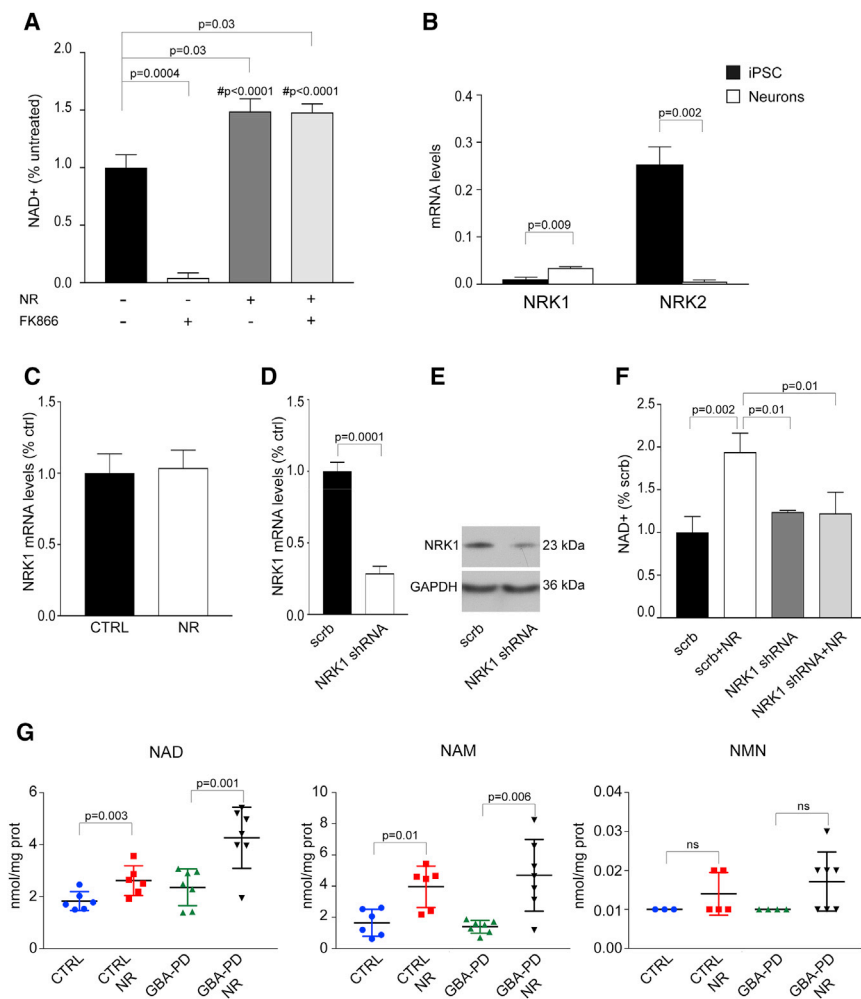 A
p=0.03
p=0.03
p=0.0004
#p<0.0001 #p<0.0001
NAD+ (% untreated)
1.5
1.0
0.5
0.0
NR - - + +
FK866 - + - +
B
iPSC
Neurons
mRNA levels
0.4
0.3
0.2
0.1
0.0
p=0.009
p=0.002
NRK1 NRK2
C
NRK1 mRNA levels (% ctrl)
1.5
1.0
0.5
0.0
CTRL NR
D
NRK1 mRNA levels (% ctrl)
1.5
1.0
0.5
0.0
p=0.0001
scrb
NRK1 shRNA
E
NRK1 23 kDa
GAPDH 36 kDa
scrb
NRK1 shRNA
F
NAD+ (% scrb)
2.5
2.0
1.5
1.0
0.5
0.0
p=0.01
p=0.002 p=0.01
scrb
scrb+NR
NRK1 shRNA
NRK1 shRNA+NR
G
NAD
nmol/mg prot
6
4
2
0
p=0.003
p=0.001
CTRL
CTRL NR
GBA-PD
GBA-PD NR
NAM
nmol/mg prot
10
8
6
4
2
0
p=0.01
p=0.006
CTRL
CTRL NR
GBA-PD
GBA-PD NR
NMN
nmol/mg prot
0.04
0.03
0.02
0.01
0.00
ns
ns
CTRL
CTRL NR
GBA-PD
GBA-PD NR